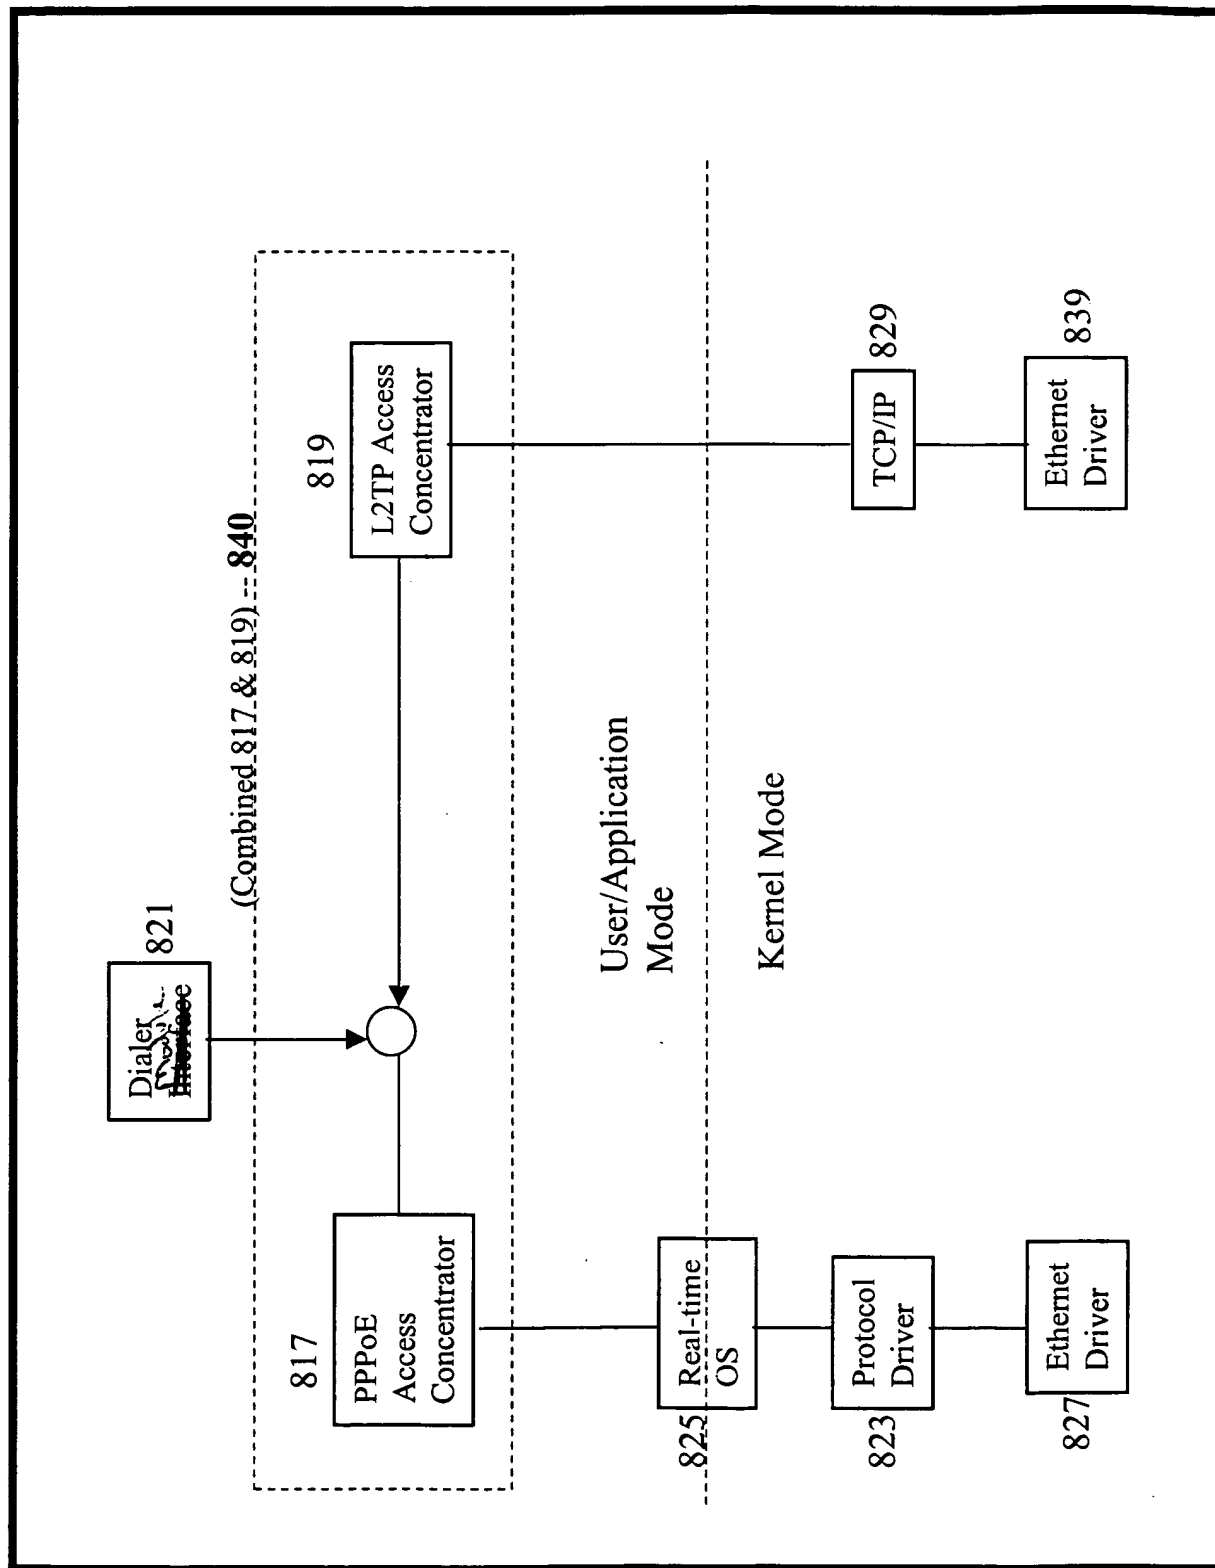 Dialer
821
(Combined 817 & 819) -- 840
817
PPPoE
Access
Concentrator
819
L2TP Access
Concentrator
User/Application
Mode
Kernel Mode
825
Real-time
OS
823
Protocol
Driver
827
Ethernet
Driver
TCP/IP
829
Ethernet
Driver
839